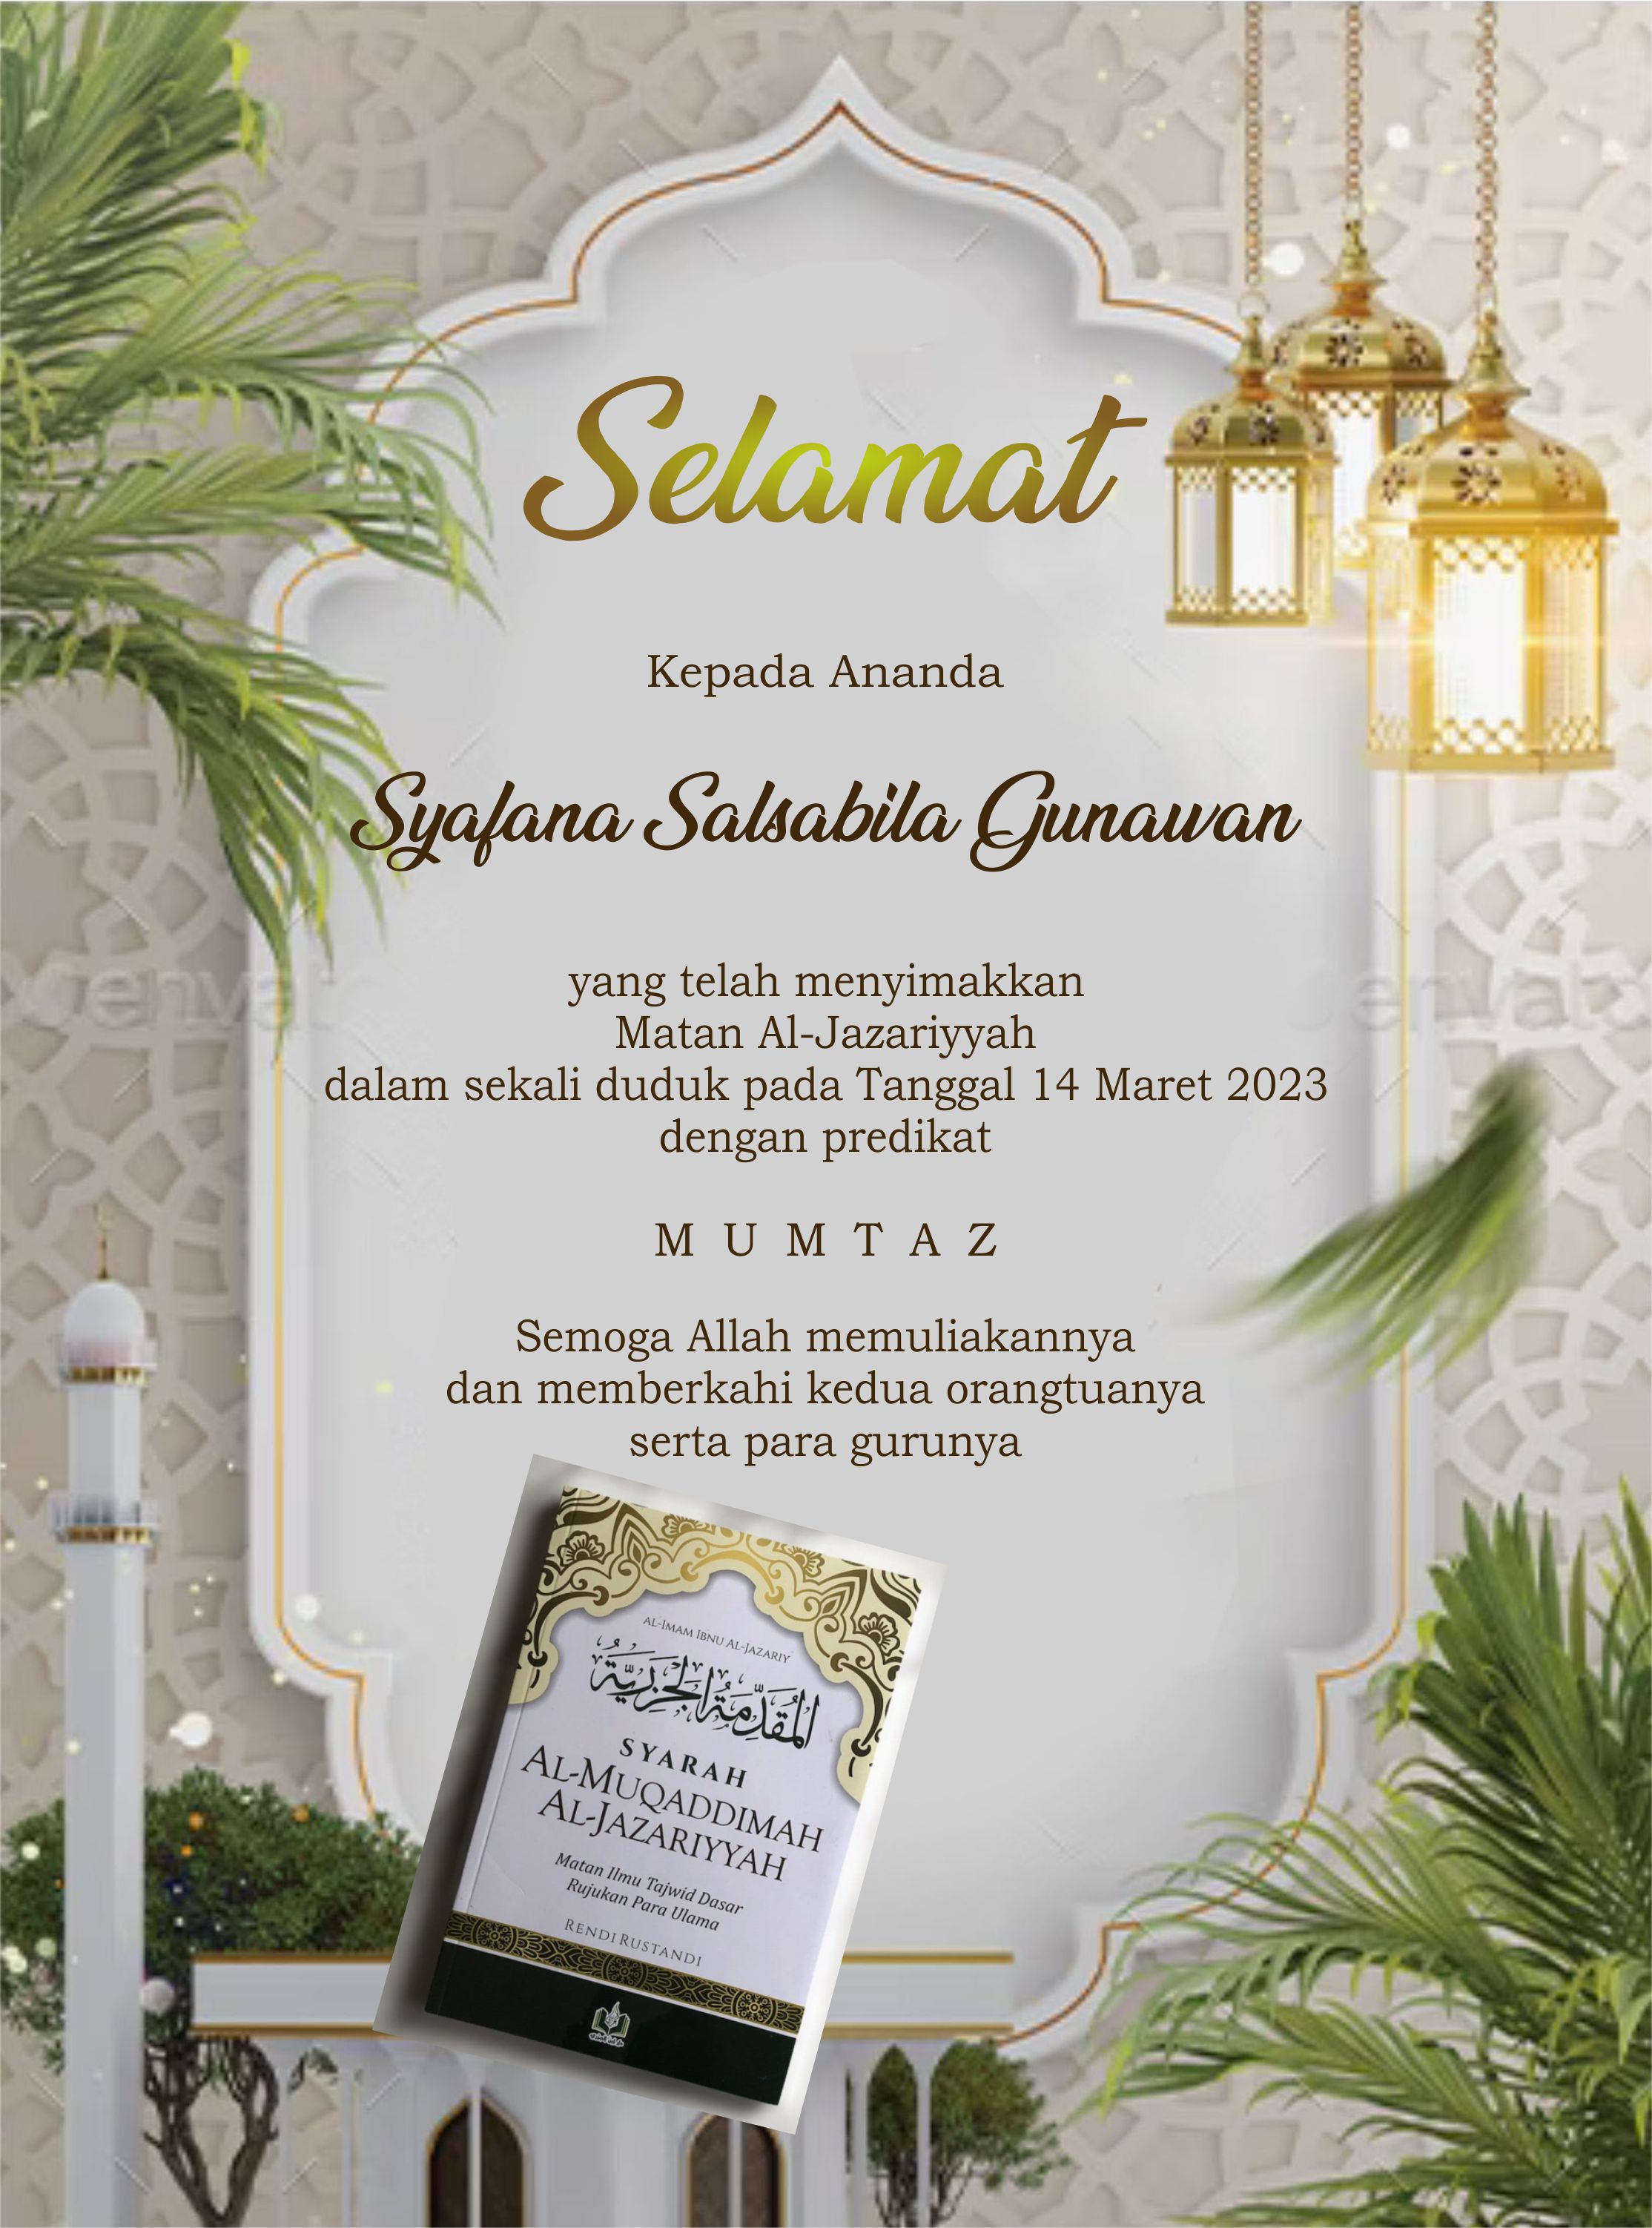 Selamat
Kepada Ananda
Syafana Salsabila Gunawan
yang telah menyimakkan
Matan Al-Jazariyyah
dalam sekali duduk pada Tanggal 14 Maret 2023
dengan predikat
M U M T A Z
Semoga Allah memuliakannya
dan memberkahi kedua orangtuanya
serta para gurunya
AL-IMAM IBNU AL-JAZARIY
المُقَدِّمَةُ الجَزَرِيَّة
SYARAH
AL-MUQADDIMAH
AL-JAZARIYYAH
Matan Ilmu Tajwid Dasar
Rujukan Para Ulama
RENDI RUSTANDI